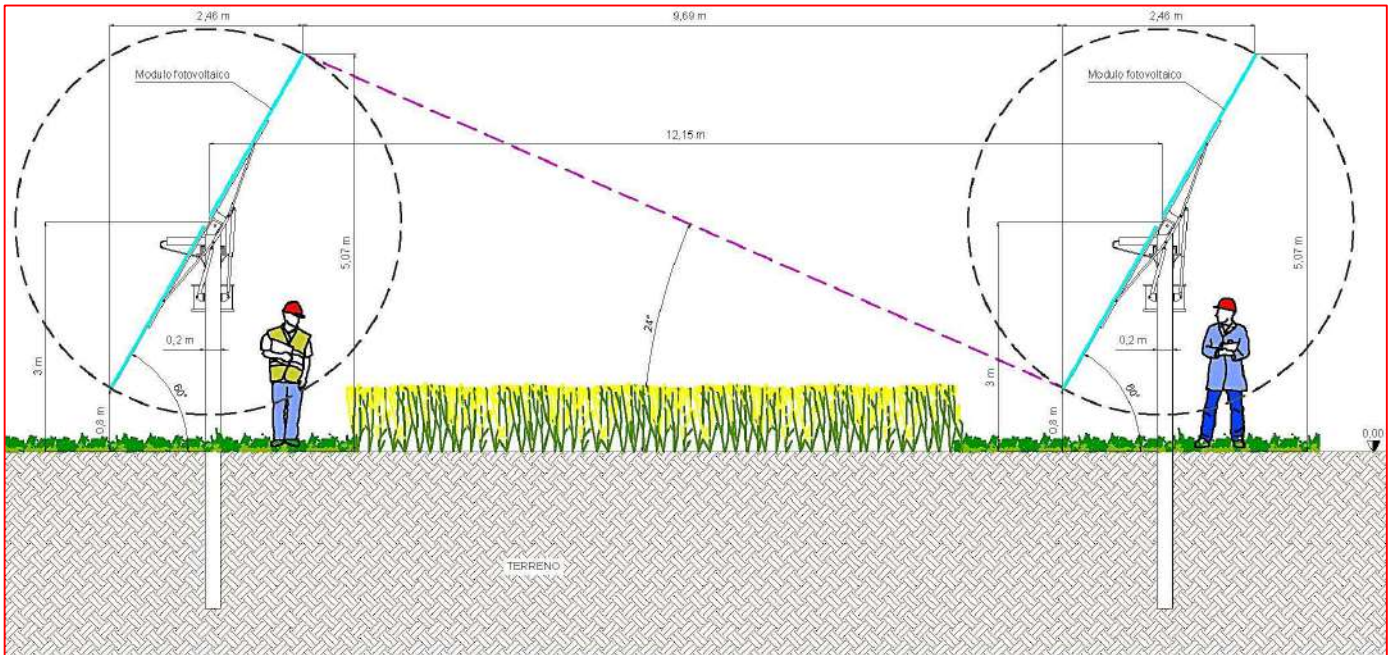 2,46 m
9,69 m
2,46 m
Modulo fotovoltaico
Modulo fotovoltaico
12,15 m
5,07 m
5,07 m
24°
0,2 m
0,2 m
3 m
3 m
60°
60°
0,8 m
0,8 m
0,00
TERRENO